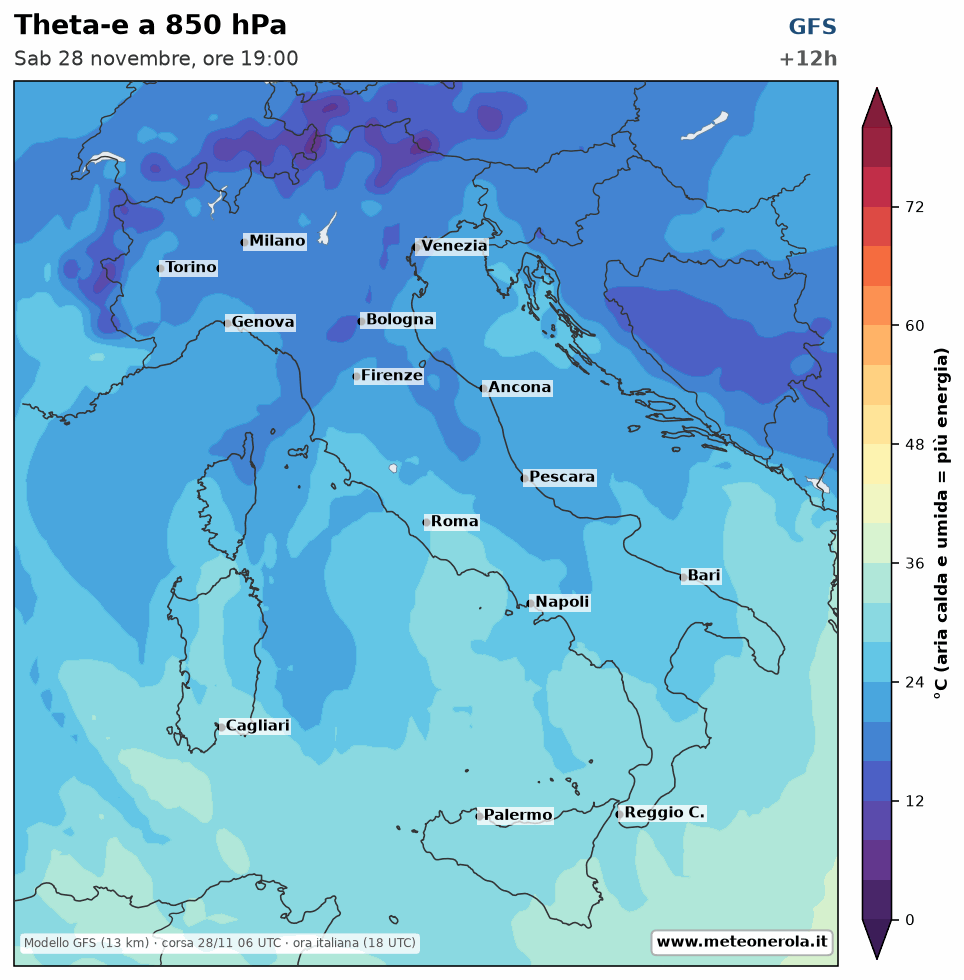 Theta-e a 850 hPa
GFS
Sab 28 novembre, ore 19:00
+12h
Milano
Venezia
Torino
Genova
Bologna
Firenze
Ancona
Pescara
Roma
Bari
Napoli
Cagliari
Palermo
Reggio C.
72
60
48
36
24
12
0
°C (aria calda e umida = più energia)
Modello GFS (13 km) · corsa 28/11 06 UTC · ora italiana (18 UTC)
www.meteonerola.it